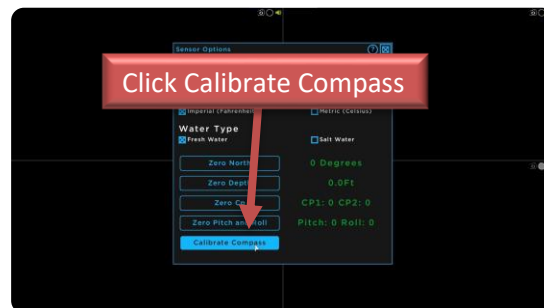 Sensor Options
Click Calibrate Compass
Imperial (Fahrenheit) Metric (Celsius)
Water Type
Fresh Water Salt Water
Zero North 0 Degrees
Zero Depth 0.0Ft
Zero CP1: 0 CP2: 0
Zero Pitch and Roll Pitch: 0 Roll: 0
Calibrate Compass